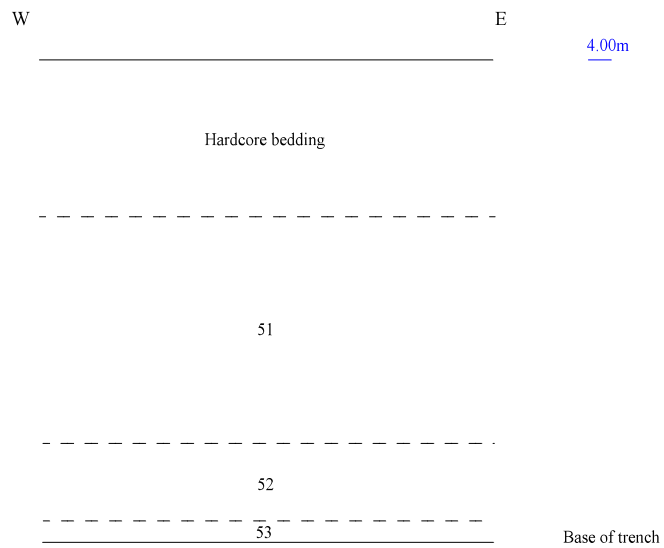 W
E
4.00m
Hardcore bedding
51
52
53
Base of trench